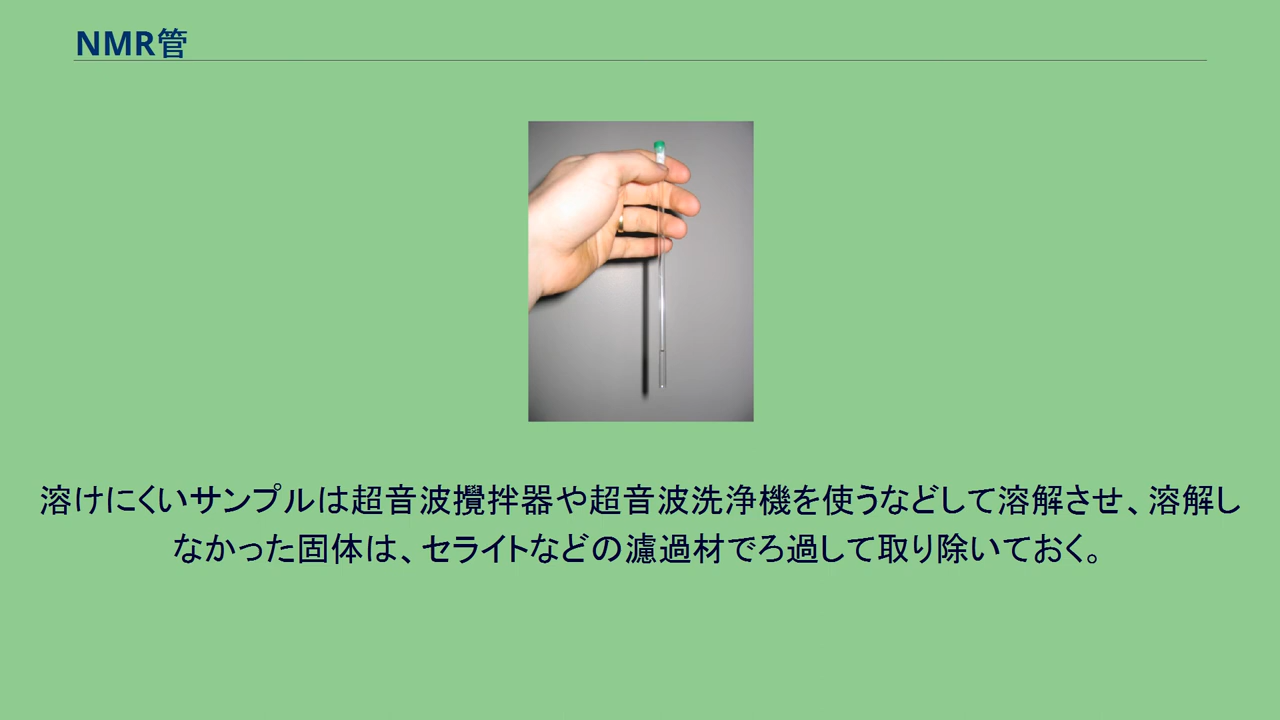 NMR管
溶けにくいサンプルは超音波攪拌器や超音波洗浄機を使うなどして溶解させ、溶解し
なかった固体は、セライトなどの濾過材でろ過して取り除いておく。